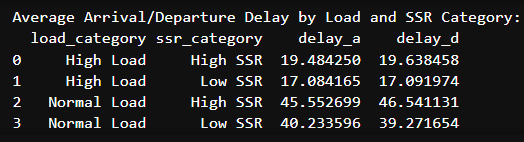 Average Arrival/Departure Delay by Load and SSR Category:
load_category ssr_category delay_a delay_d
0 High Load High SSR 19.484250 19.638458
1 High Load Low SSR 17.084165 17.091974
2 Normal Load High SSR 45.552699 46.541131
3 Normal Load Low SSR 40.233596 39.271654